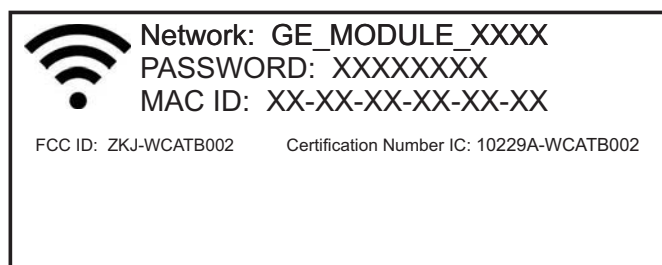 Network: GE_MODULE_XXXX
PASSWORD: XXXXXXXX
MAC ID: XX-XX-XX-XX-XX-XX
FCC ID: ZKJ-WCATB002 Certification Number IC: 10229A-WCATB002